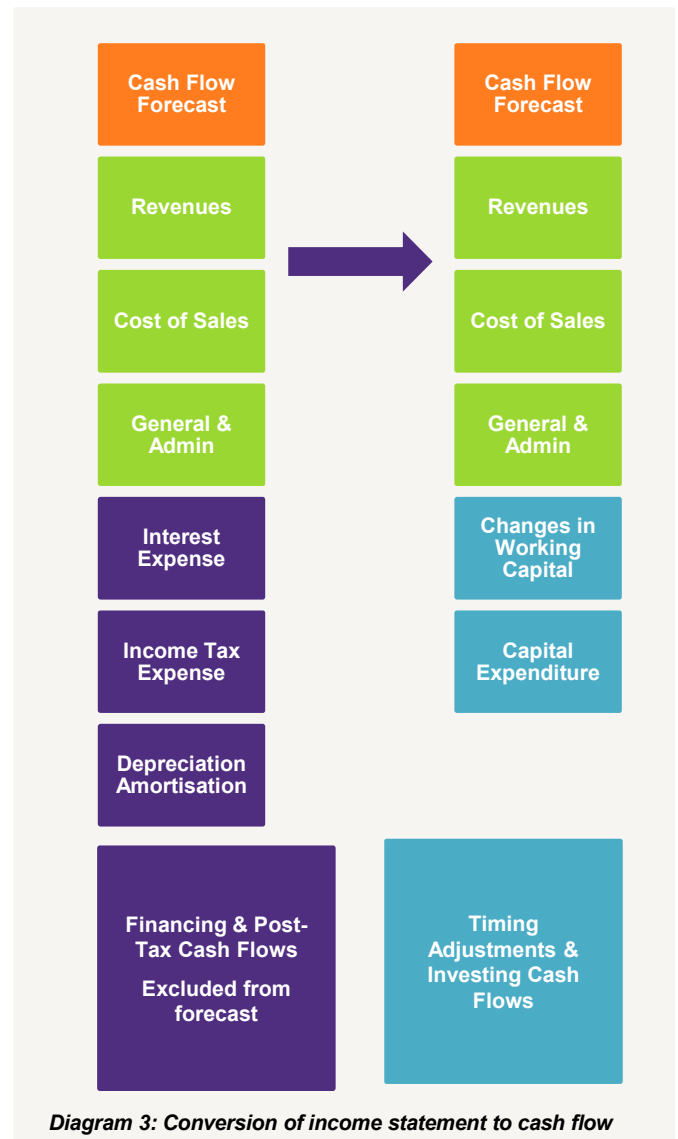 Cash Flow
Forecast
Revenues
Cost of Sales
General &
Admin
Interest
Expense
Income Tax
Expense
Depreciation
Amortisation
Financing & Post-
Tax Cash Flows
Excluded from
forecast
Cash Flow
Forecast
Revenues
Cost of Sales
General &
Admin
Changes in
Working
Capital
Capital
Expenditure
Timing
Adjustments &
Investing Cash
Flows
Diagram 3: Conversion of income statement to cash flow